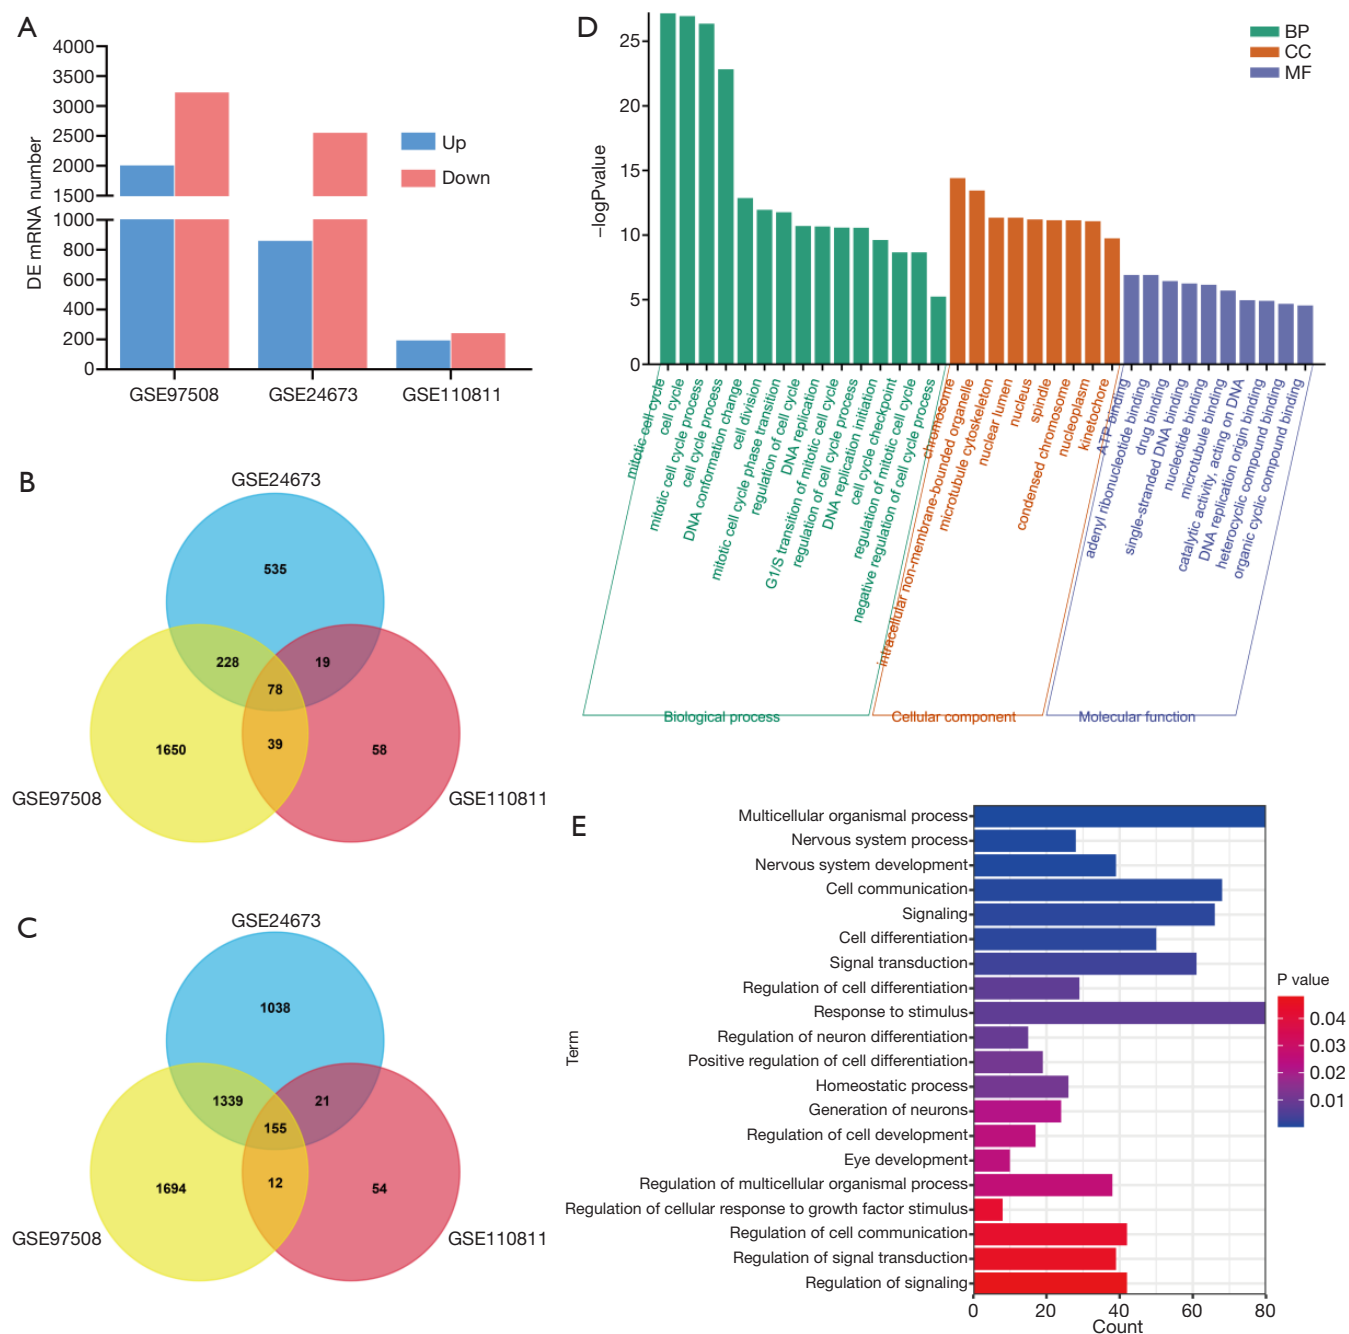 A
4000
3500
3000
2500
2000
1500
1000
800
600
400
200
0
DE mRNA number
Up
Down
GSE97508
GSE24673
GSE110811
B
GSE24673
535
228
19
78
1650
39
58
GSE97508
GSE110811
C
GSE24673
1038
1339
21
155
1694
12
54
GSE97508
GSE110811
D
25
20
15
10
5
0
−logPvalue
BP
CC
MF
mitotic cell cycle
cell cycle
mitotic cell cycle process
cell cycle process
DNA conformation change
cell division
mitotic cell cycle phase transition
regulation of cell cycle
DNA replication
G1/S transition of mitotic cell cycle
regulation of cell cycle process
DNA replication initiation
cell cycle checkpoint
regulation of mitotic cell cycle
negative regulation of cell cycle process
chromosome
intracellular non-membrane-bounded organelle
microtubule cytoskeleton
nuclear lumen
nucleus
spindle
condensed chromosome
nucleoplasm
kinetochore
ATP binding
adenyl ribonucleotide binding
drug binding
single-stranded DNA binding
nucleotide binding
microtubule binding
catalytic activity, acting on DNA
DNA replication origin binding
heterocyclic compound binding
organic cyclic compound binding
Biological process
Cellular component
Molecular function
E
Term
Multicellular organismal process
Nervous system process
Nervous system development
Cell communication
Signaling
Cell differentiation
Signal transduction
Regulation of cell differentiation
Response to stimulus
Regulation of neuron differentiation
Positive regulation of cell differentiation
Homeostatic process
Generation of neurons
Regulation of cell development
Eye development
Regulation of multicellular organismal process
Regulation of cellular response to growth factor stimulus
Regulation of cell communication
Regulation of signal transduction
Regulation of signaling
0 20 40 60 80
Count
P value
0.04
0.03
0.02
0.01